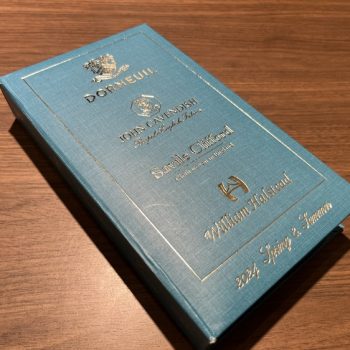 DORMEUIL
JOHN CAVENDISH
Savile Clifford
William Halstead
2024 Spring & Summer